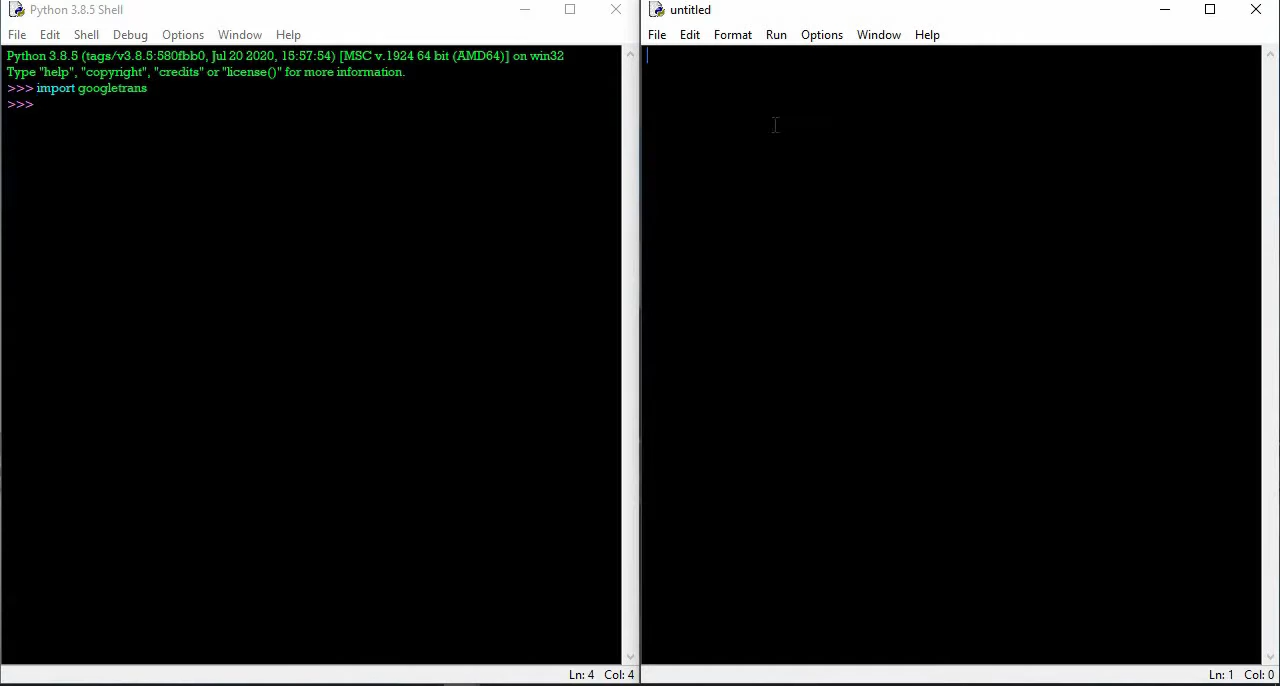 Python 3.8.5 Shell
File Edit Shell Debug Options Window Help
Python 3.8.5 (tags/v3.8.5:580fbb0, Jul 20 2020, 15:57:54) [MSC v.1924 64 bit (AMD64)] on win32
Type "help", "copyright", "credits" or "license()" for more information.
>>> import googletrans
>>>
Ln: 4 Col: 4
untitled
File Edit Format Run Options Window Help
Ln: 1 Col: 0